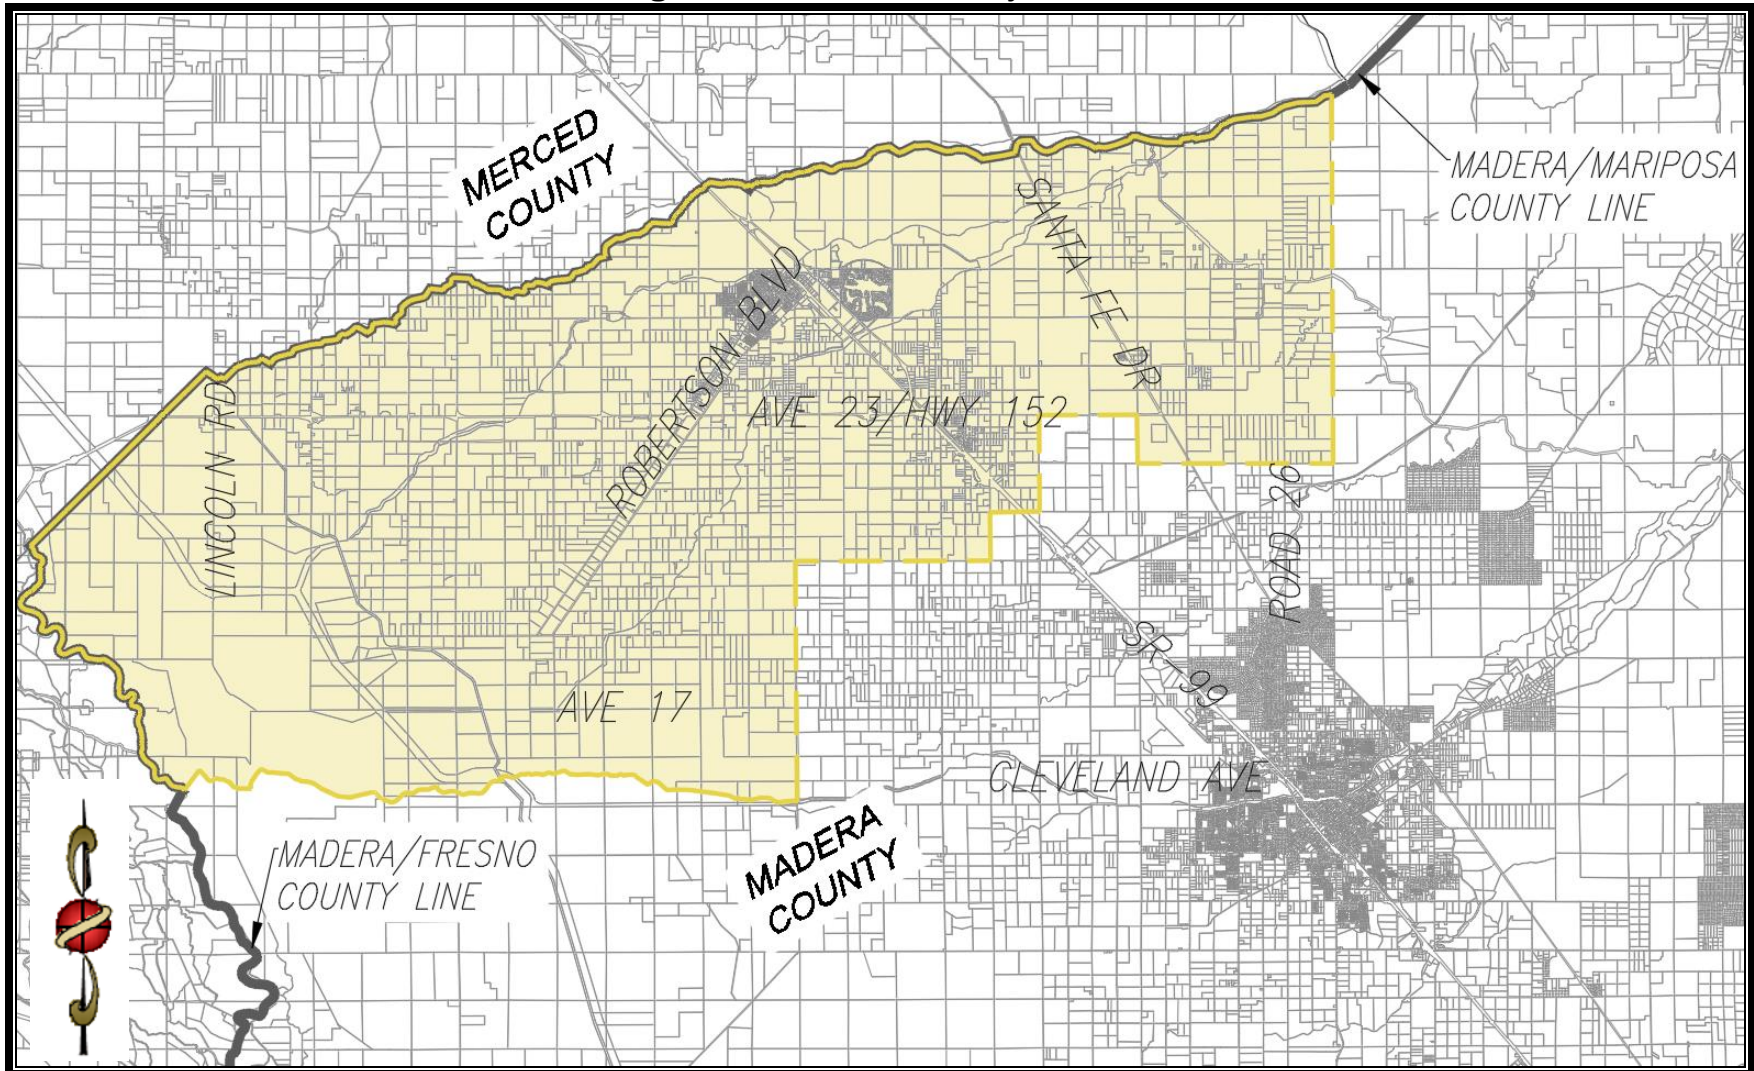 MERCED
COUNTY
MADERA/MARIPOSA
COUNTY LINE
SANTA FE DR
ROBERTSON BLVD
LINCOLN RD
AVE 23/HWY 152
ROAD 26
SR-99
AVE 17
CLEVELAND AVE
MADERA
COUNTY
MADERA/FRESNO
COUNTY LINE